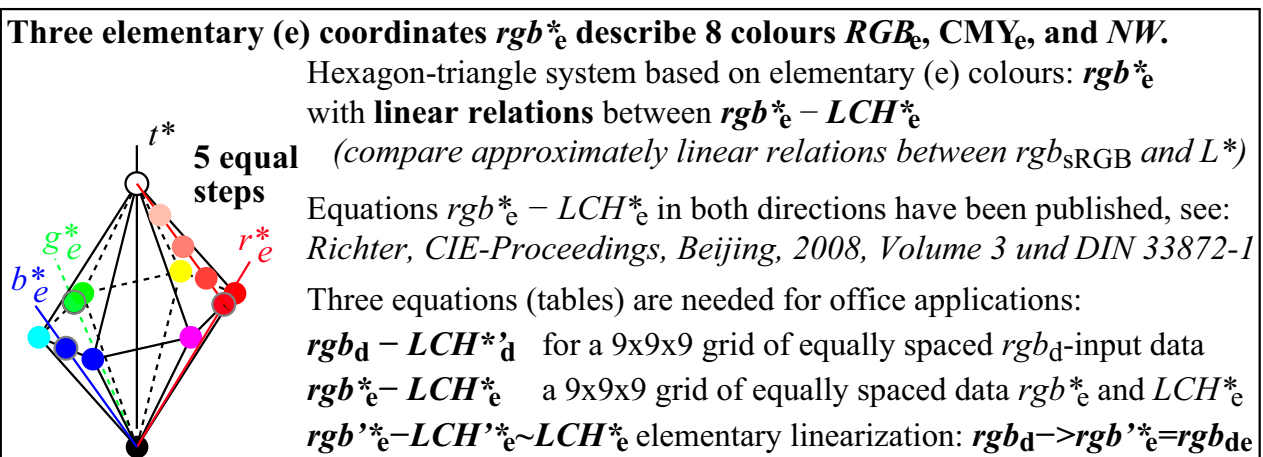 Three elementary (e) coordinates rgb*e describe 8 colours RGBe, CMYe, and NW.
Hexagon-triangle system based on elementary (e) colours: rgb*e
with linear relations between rgb*e − LCH*e
(compare approximately linear relations between rgbsRGB and L*)
t*
5 equal
steps
Equations rgb*e − LCH*e in both directions have been published, see:
Richter, CIE-Proceedings, Beijing, 2008, Volume 3 und DIN 33872-1
g*e
r*e
b*e
Three equations (tables) are needed for office applications:
rgbd − LCH*’d for a 9x9x9 grid of equally spaced rgbd-input data
rgb*e− LCH*e a 9x9x9 grid of equally spaced data rgb*e and LCH*e
rgb’*e−LCH’*e~LCH*e elementary linearization: rgbd−>rgb’*e=rgbde